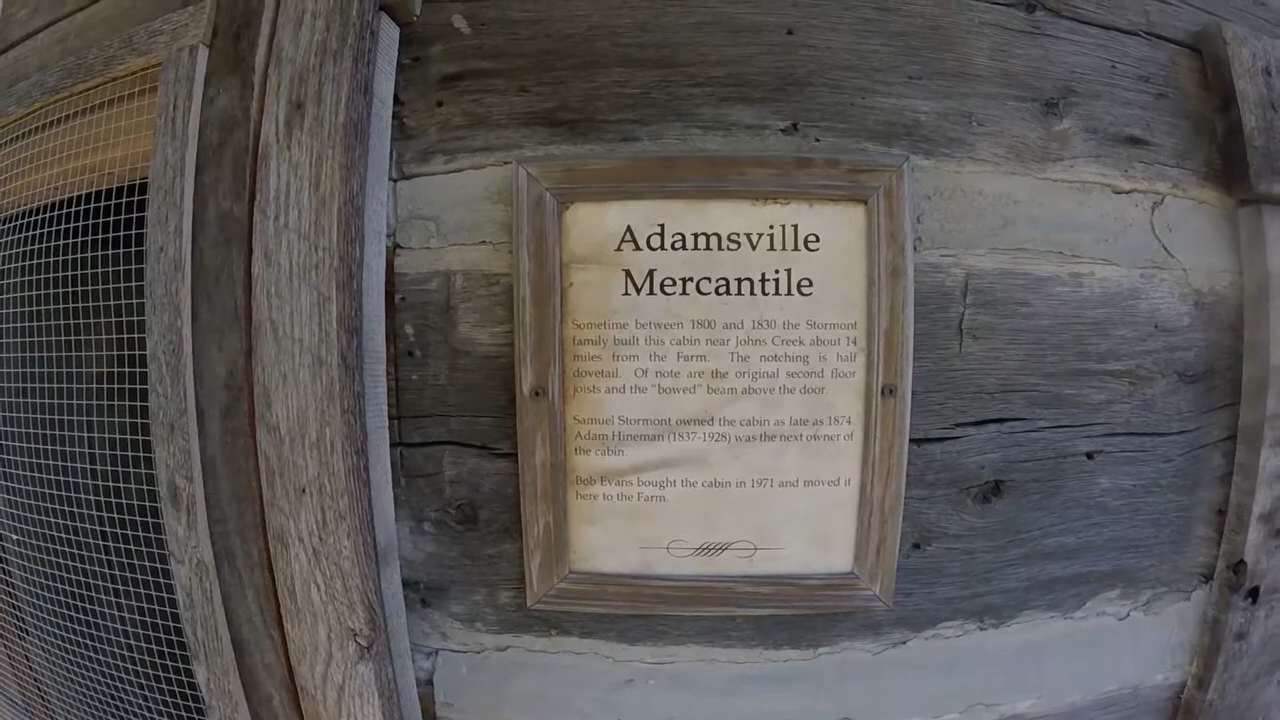 Adamsville
Mercantile
Sometime between 1800 and 1830 the Stormont
family built this cabin near Johns Creek about 14
miles from the Farm. The notching is half
dovetail. Of note are the original second floor
joists and the "bowed" beam above the door.
Samuel Stormont owned the cabin as late as 1874.
Adam Hineman (1837-1928) was the next owner of
the cabin.
Bob Evans bought the cabin in 1971 and moved it
here to the Farm.